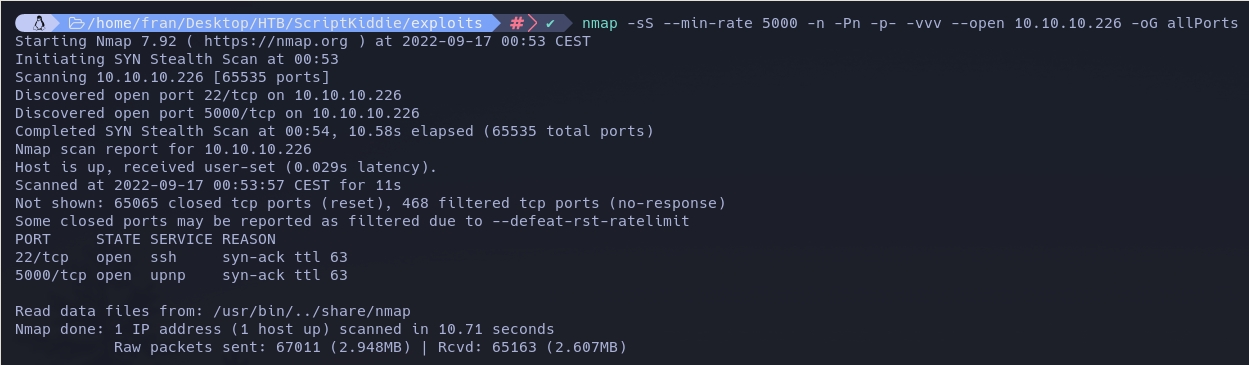 /home/fran/Desktop/HTB/ScriptKiddie/exploits # ✔ nmap -sS --min-rate 5000 -n -Pn -p- -vvv --open 10.10.10.226 -oG allPorts
Starting Nmap 7.92 ( https://nmap.org ) at 2022-09-17 00:53 CEST
Initiating SYN Stealth Scan at 00:53
Scanning 10.10.10.226 [65535 ports]
Discovered open port 22/tcp on 10.10.10.226
Discovered open port 5000/tcp on 10.10.10.226
Completed SYN Stealth Scan at 00:54, 10.58s elapsed (65535 total ports)
Nmap scan report for 10.10.10.226
Host is up, received user-set (0.029s latency).
Scanned at 2022-09-17 00:53:57 CEST for 11s
Not shown: 65065 closed tcp ports (reset), 468 filtered tcp ports (no-response)
Some closed ports may be reported as filtered due to --defeat-rst-ratelimit
PORT     STATE SERVICE REASON
22/tcp   open  ssh     syn-ack ttl 63
5000/tcp open  upnp    syn-ack ttl 63

Read data files from: /usr/bin/../share/nmap
Nmap done: 1 IP address (1 host up) scanned in 10.71 seconds
           Raw packets sent: 67011 (2.948MB) | Rcvd: 65163 (2.607MB)